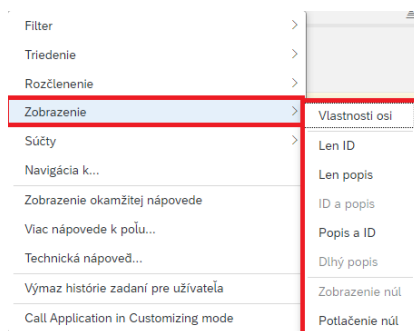 Filter
Triedenie
Rozčlenenie
Zobrazenie
Súčty
Navigácia k...
Zobrazenie okamžitej nápovede
Viac nápovede k poľu...
Technická nápoveď...
Výmaz histórie zadaní pre užívateľa
Call Application in Customizing mode
Vlastnosti osi
Len ID
Len popis
ID a popis
Popis a ID
Dlhý popis
Zobrazenie núl
Potlačenie núl